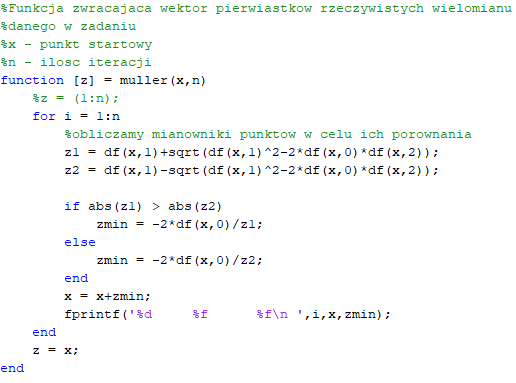 %Funkcja zwracajaca wektor pierwiastkow rzeczywistych wielomianu
%danego w zadaniu
%x - punkt startowy
%n - ilosc iteracji
function [z] = muller(x,n)
    %z = (1:n);
    for i = 1:n
        %obliczamy mianowniki punktow w celu ich porownania
        z1 = df(x,1)+sqrt(df(x,1)^2-2*df(x,0)*df(x,2));
        z2 = df(x,1)-sqrt(df(x,1)^2-2*df(x,0)*df(x,2));

        if abs(z1) > abs(z2)
            zmin = -2*df(x,0)/z1;
        else
            zmin = -2*df(x,0)/z2;
        end
        x = x+zmin;
        fprintf('%d     %f      %f\n ',i,x,zmin);
    end
    z = x;
end